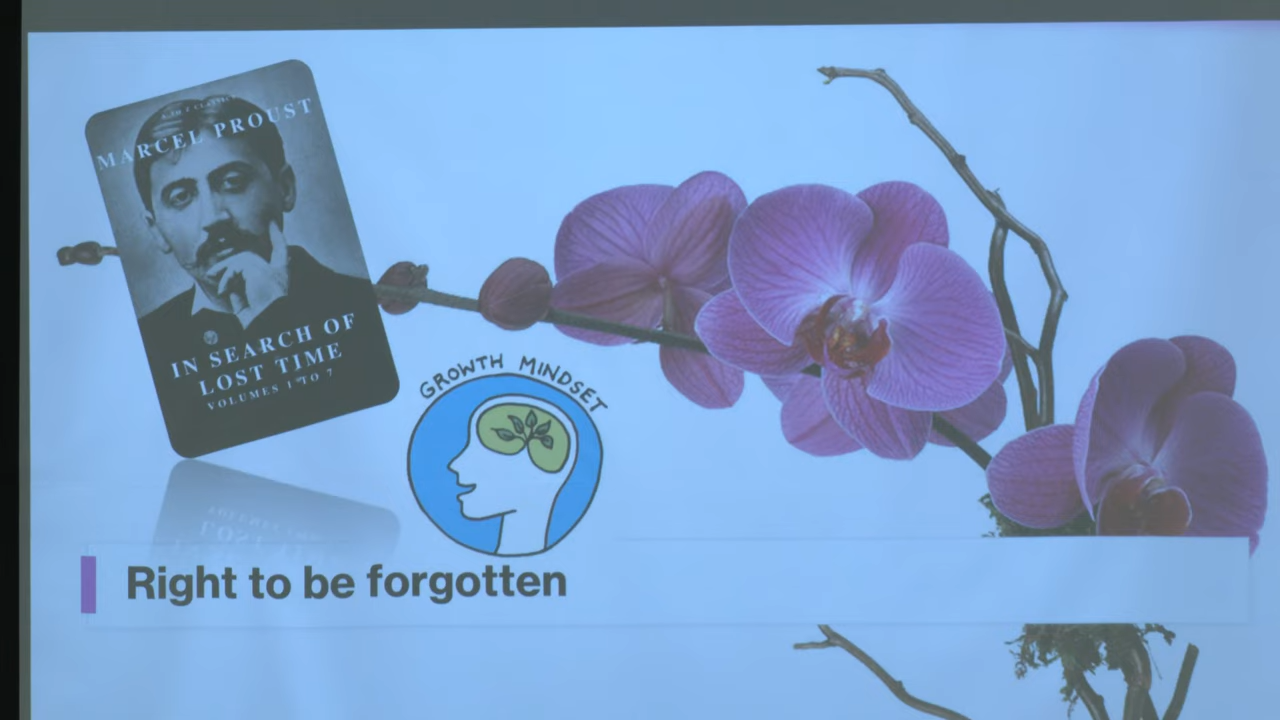 MARCEL PROUST
IN SEARCH OF
LOST TIME
VOLUMES 1 TO 7
GROWTH MINDSET
Right to be forgotten